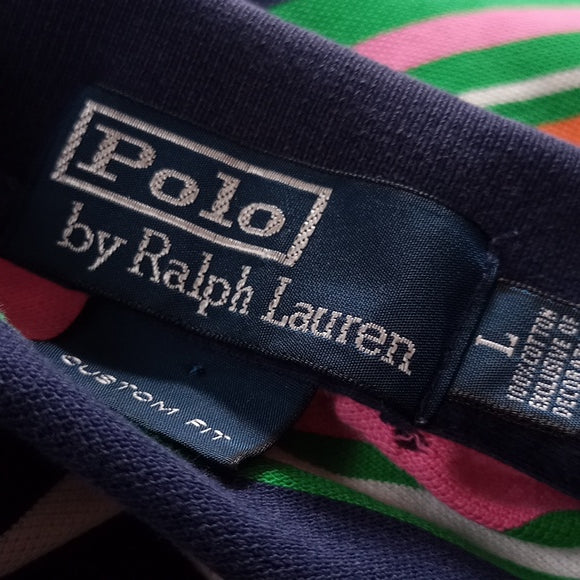 Polo
by Ralph Lauren
L
CUSTOM FIT